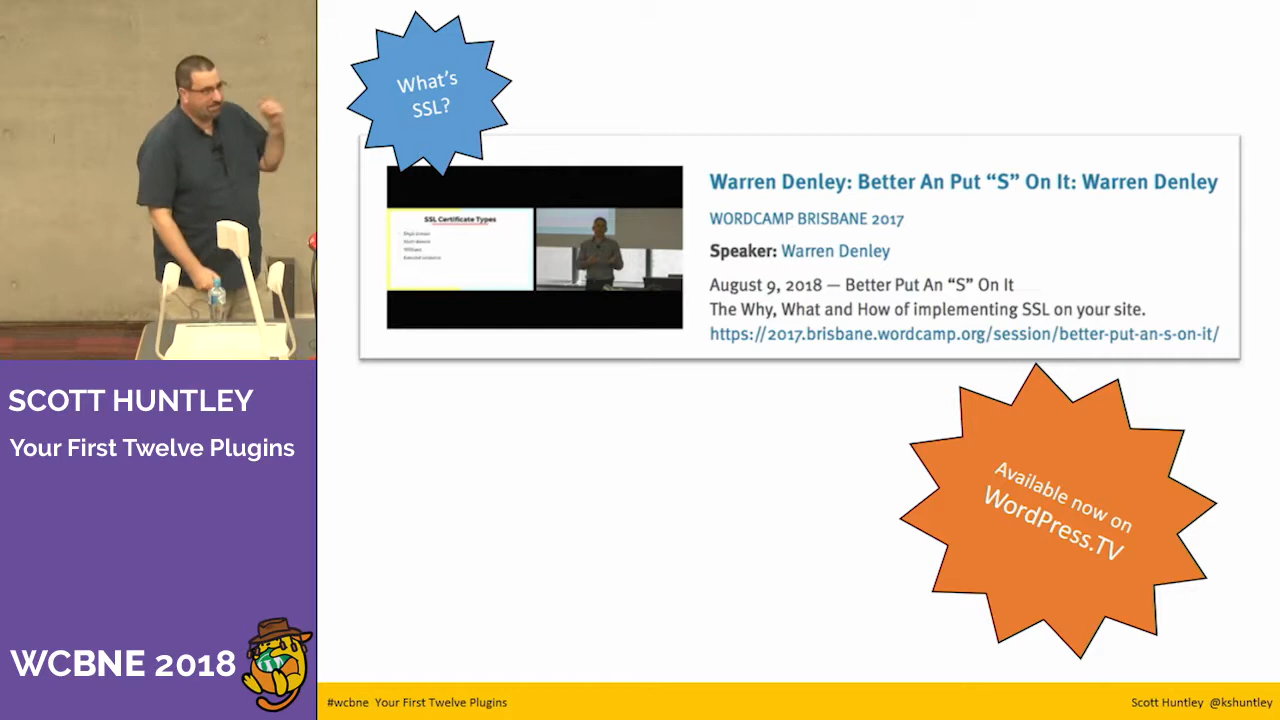 What's
SSL?
Warren Denley: Better An Put “S” On It: Warren Denley
WORDCAMP BRISBANE 2017
Speaker: Warren Denley
August 9, 2018 — Better Put An “S” On It
The Why, What and How of implementing SSL on your site.
https://2017.brisbane.wordcamp.org/session/better-put-an-s-on-it/
SSL Certificate Types
Available now on
WordPress.TV
SCOTT HUNTLEY
Your First Twelve Plugins
WCBNE 2018
#wcbne Your First Twelve Plugins
Scott Huntley @kshuntley